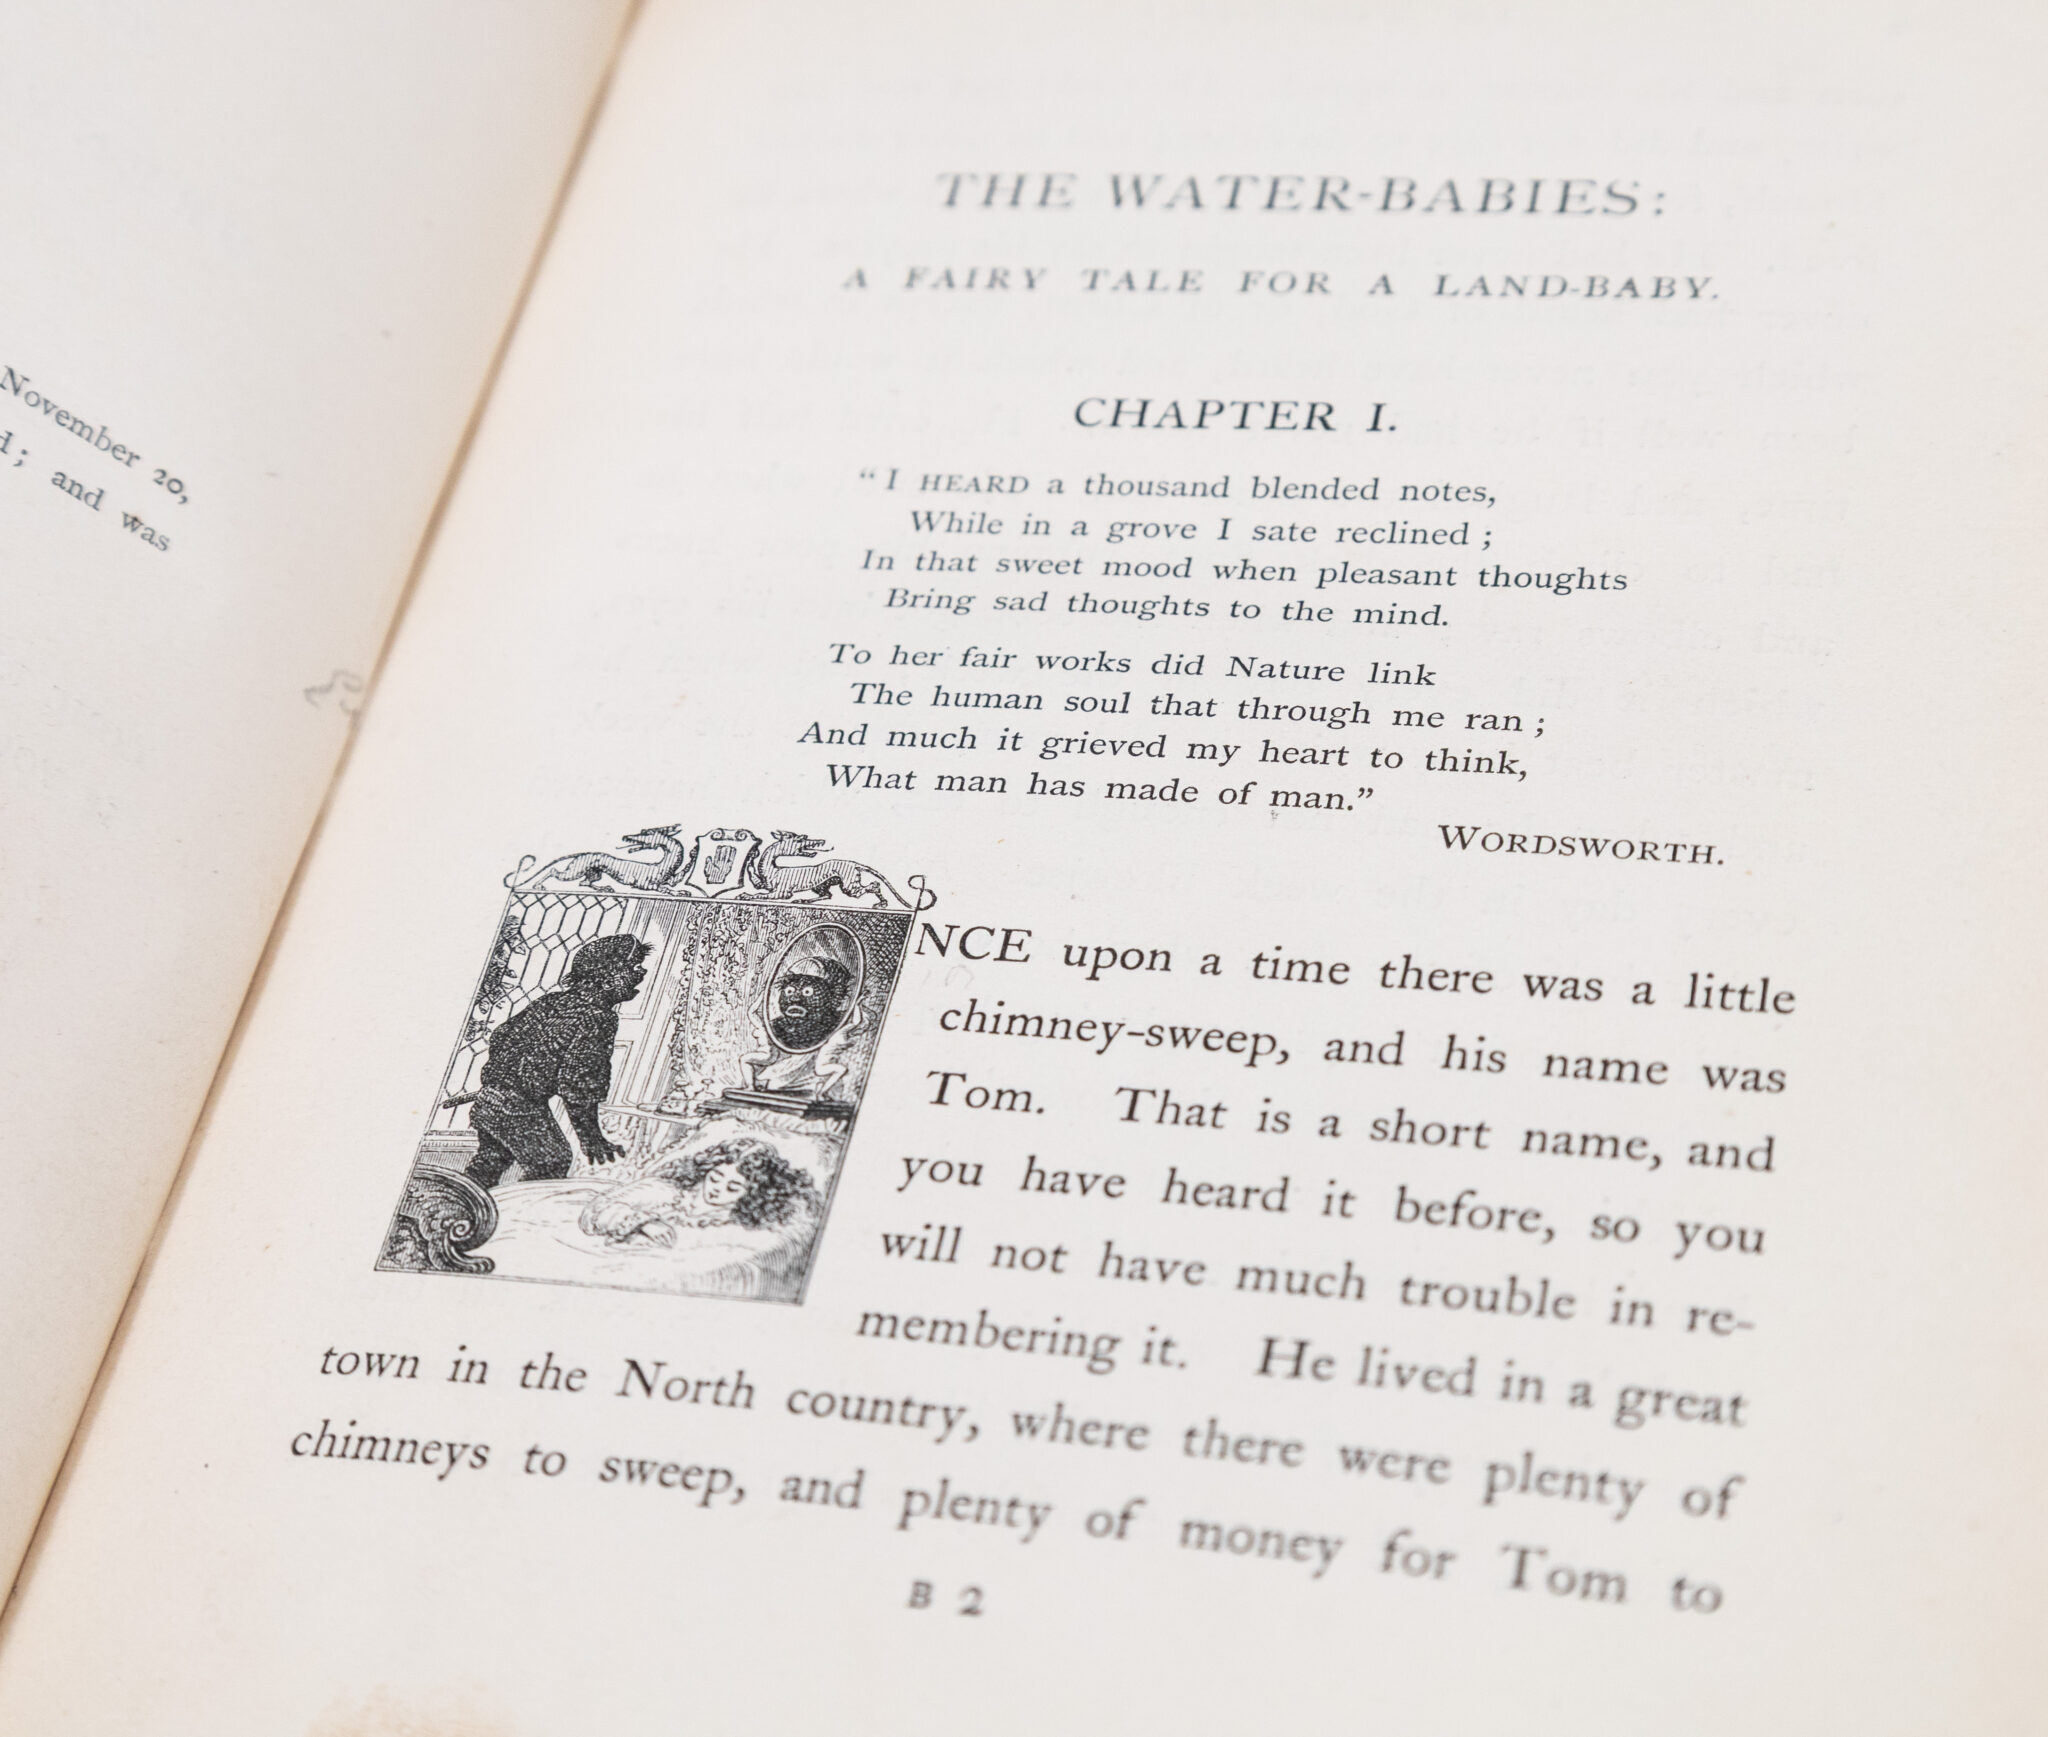 November 20,
d; and was
THE WATER-BABIES:
A FAIRY TALE FOR A LAND-BABY.
CHAPTER I.
“I HEARD a thousand blended notes,
While in a grove I sate reclined ;
In that sweet mood when pleasant thoughts
Bring sad thoughts to the mind.
To her fair works did Nature link
The human soul that through me ran ;
And much it grieved my heart to think,
What man has made of man.”
WORDSWORTH.
NCE upon a time there was a little
chimney-sweep, and his name was
Tom. That is a short name, and
you have heard it before, so you
will not have much trouble in re-
membering it. He lived in a great
town in the North country, where there were plenty of
chimneys to sweep, and plenty of money for Tom to
B 2